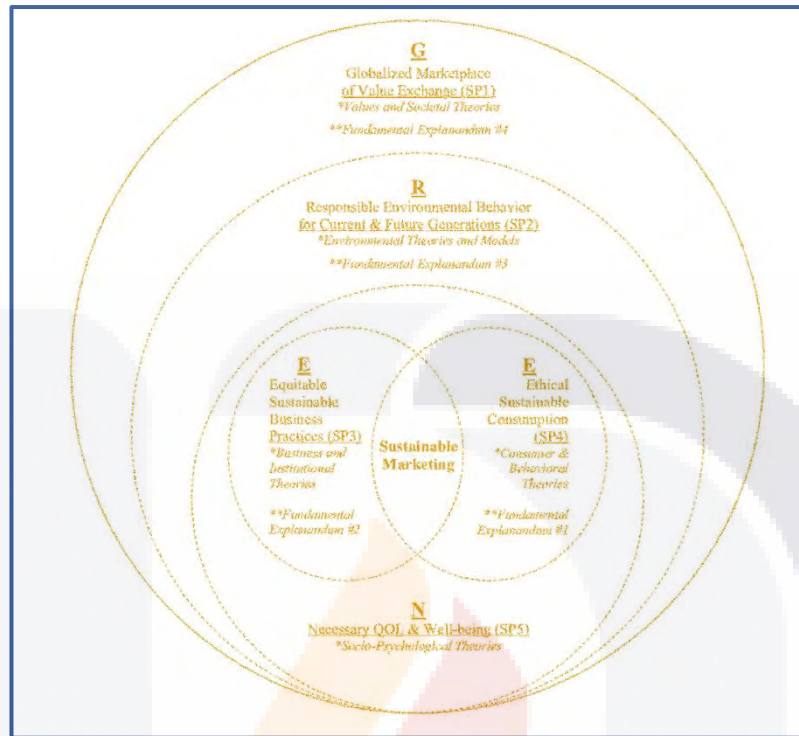 G
Globalized Marketplace
of Value Exchange (SP1)
*Values and Societal Theories
**Fundamental Explanandum #4
R
Responsible Environmental Behavior
for Current & Future Generations (SP2)
*Environmental Theories and Models
**Fundamental Explanandum #3
E
Equitable
Sustainable
Business
Practices (SP3)
*Business and
Institutional
Theories
**Fundamental
Explanandum #2
Sustainable
Marketing
E
Ethical
Sustainable
Consumption
(SP4)
*Consumer &
Behavioral
Theories
**Fundamental
Explanandum #1
N
Necessary QOL & Well-being (SP5)
*Socio-Psychological Theories